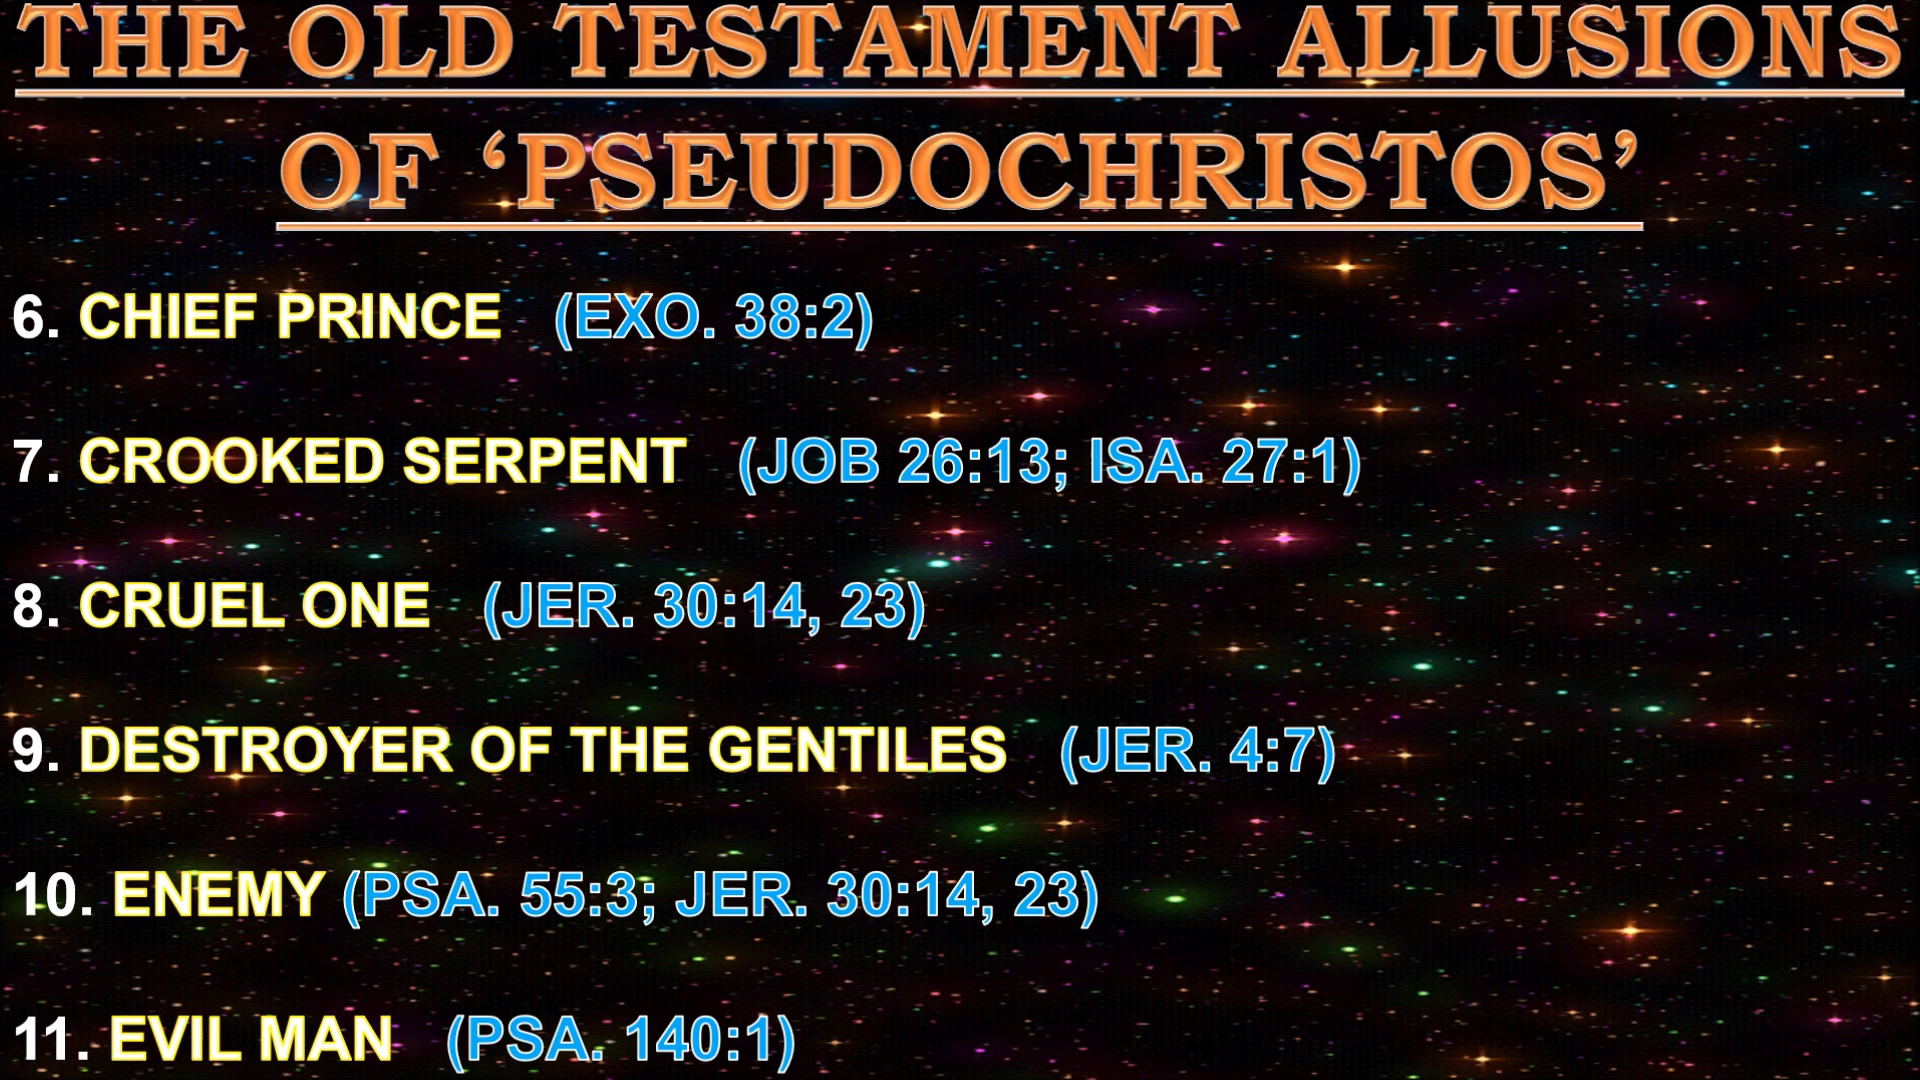 THE OLD TESTAMENT ALLUSIONS
OF ‘PSEUDOCHRISTOS’
6. CHIEF PRINCE (EXO. 38:2)
7. CROOKED SERPENT (JOB 26:13; ISA. 27:1)
8. CRUEL ONE (JER. 30:14, 23)
9. DESTROYER OF THE GENTILES (JER. 4:7)
10. ENEMY (PSA. 55:3; JER. 30:14, 23)
11. EVIL MAN (PSA. 140:1)